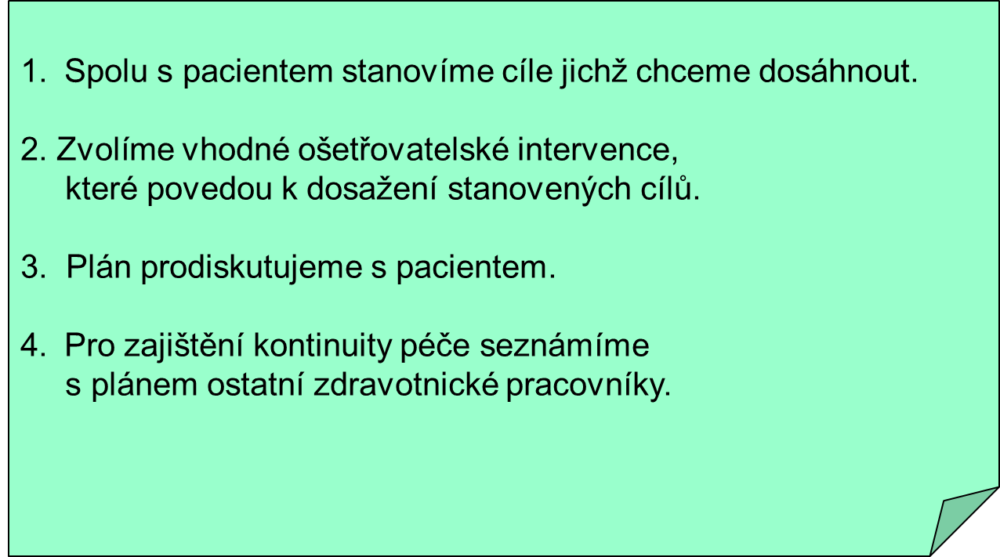 1. Spolu s pacientem stanovíme cíle jichž chceme dosáhnout.
2. Zvolíme vhodné ošetřovatelské intervence,
které povedou k dosažení stanovených cílů.
3. Plán prodiskutujeme s pacientem.
4. Pro zajištění kontinuity péče seznámíme
s plánem ostatní zdravotnické pracovníky.